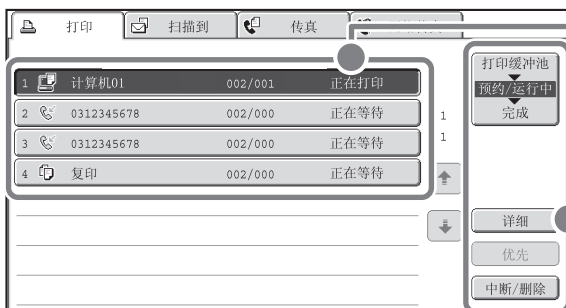 打印 扫描到 传真
1 计算机01 002/001 正在打印
2 0312345678 002/000 正在等待
3 0312345678 002/000 正在等待
4 复印 002/000 正在等待
1
1
打印缓冲池
预约/运行中
完成
详细
优先
中断/删除